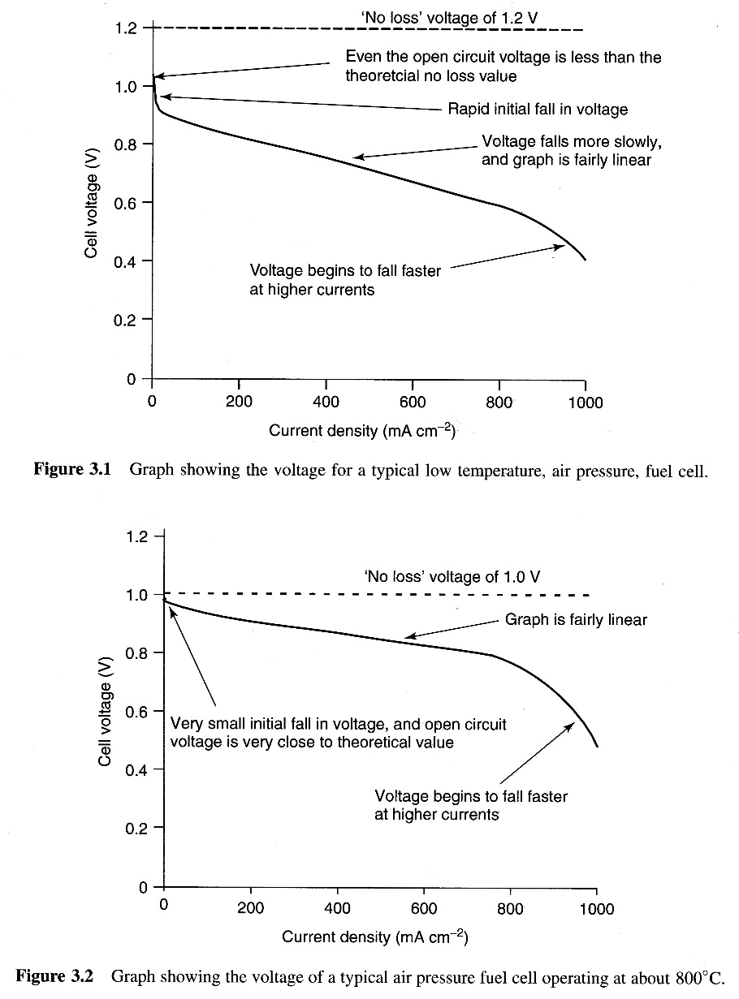 'No loss' voltage of 1.2 V
1.2
Even the open circuit voltage is less than the
theoretcial no loss value
1.0
Rapid initial fall in voltage
Voltage falls more slowly,
and graph is fairly linear
0.8
Cell voltage (V)
0.6
0.4
Voltage begins to fall faster
at higher currents
0.2
0
0 200 400 600 800 1000
Current density (mA cm⁻²)
Figure 3.1 Graph showing the voltage for a typical low temperature, air pressure, fuel cell.
1.2
'No loss' voltage of 1.0 V
1.0
Graph is fairly linear
0.8
Cell voltage (V)
0.6
Very small initial fall in voltage, and open circuit
voltage is very close to theoretical value
0.4
Voltage begins to fall faster
at higher currents
0.2
0
0 200 400 600 800 1000
Current density (mA cm⁻²)
Figure 3.2 Graph showing the voltage of a typical air pressure fuel cell operating at about 800°C.